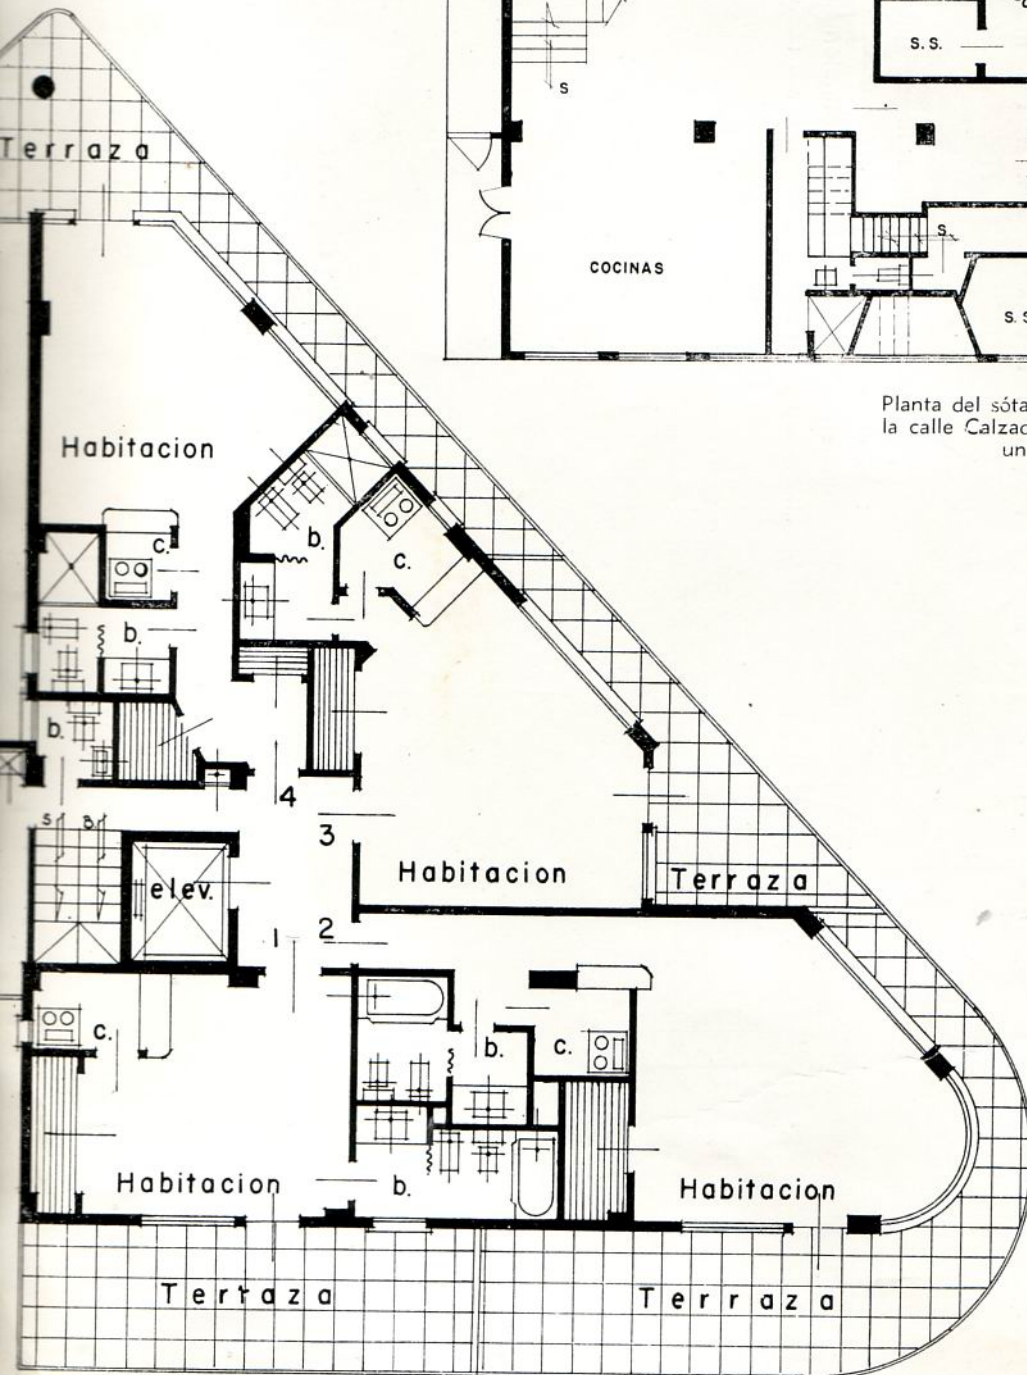 S. S.
S
S
COCINAS
S. S
Planta del sóta
la calle Calzad
un
Terraza
Habitacion
c.
b.
b.
c.
b.
4
3
S
B
elev.
Habitacion
Terraza
1
2
c.
b.
c.
Habitacion
b.
Habitacion
Tertaza
Terraza